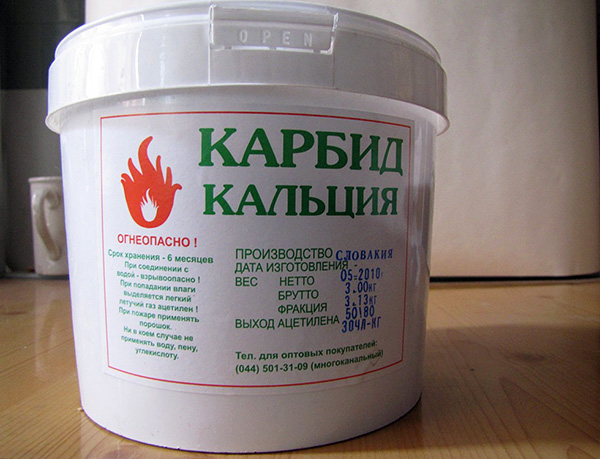 OPEN
КАРБИД
КАЛЬЦИЯ
ОГНЕОПАСНО !
Срок хранения - 6 месяцев
При соединении с
водой - взрывоопасно !
При попадании влаги
выделяется легкий
летучий газ ацетилен !
При пожаре применять
порошок.
Ни в коем случае не
применять воду, пену,
углекислоту.
ПРОИЗВОДСТВО СЛОВАКИЯ
ДАТА ИЗГОТОВЛЕНИЯ -
05-2010г
ВЕС НЕТТО 3.00кг
БРУТТО 3.13кг
ФРАКЦИЯ 50\80
ВЫХОД АЦЕТИЛЕНА 304Л-КГ
Тел. для оптовых покупателей:
(044) 501-31-09 (многоканальный)